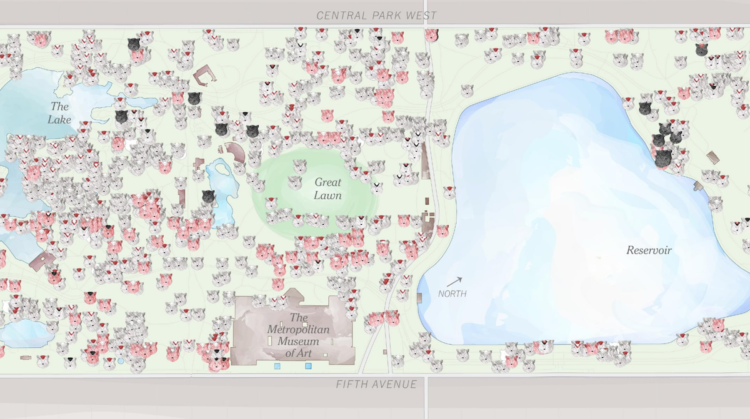 CENTRAL PARK WEST
The
Lake
Great
Lawn
Reservoir
NORTH
The
Metropolitan
Museum
of Art
FIFTH AVENUE